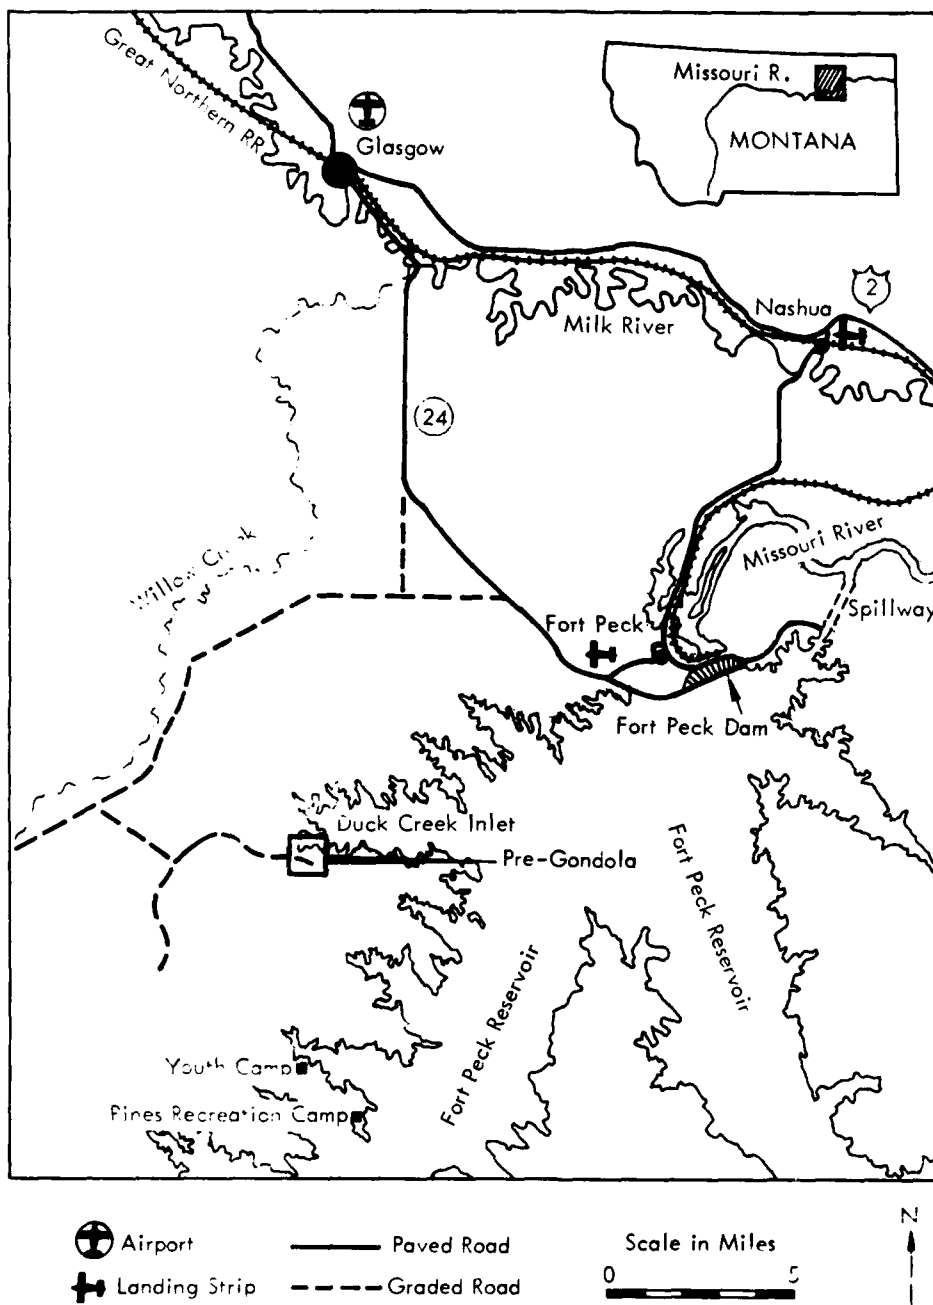 Great Northern RR
Glasgow
Missouri R.
MONTANA
Nashua
2
Milk River
24
Willow Creek
Missouri River
Spillway
Fort Peck
Fort Peck Dam
Duck Creek Inlet
Pre-Gondola
Fort Peck Reservoir
Fort Peck Reservoir
Youth Camp
Pines Recreation Camp
Airport
Paved Road
Scale in Miles
N
Landing Strip
Graded Road
0 5